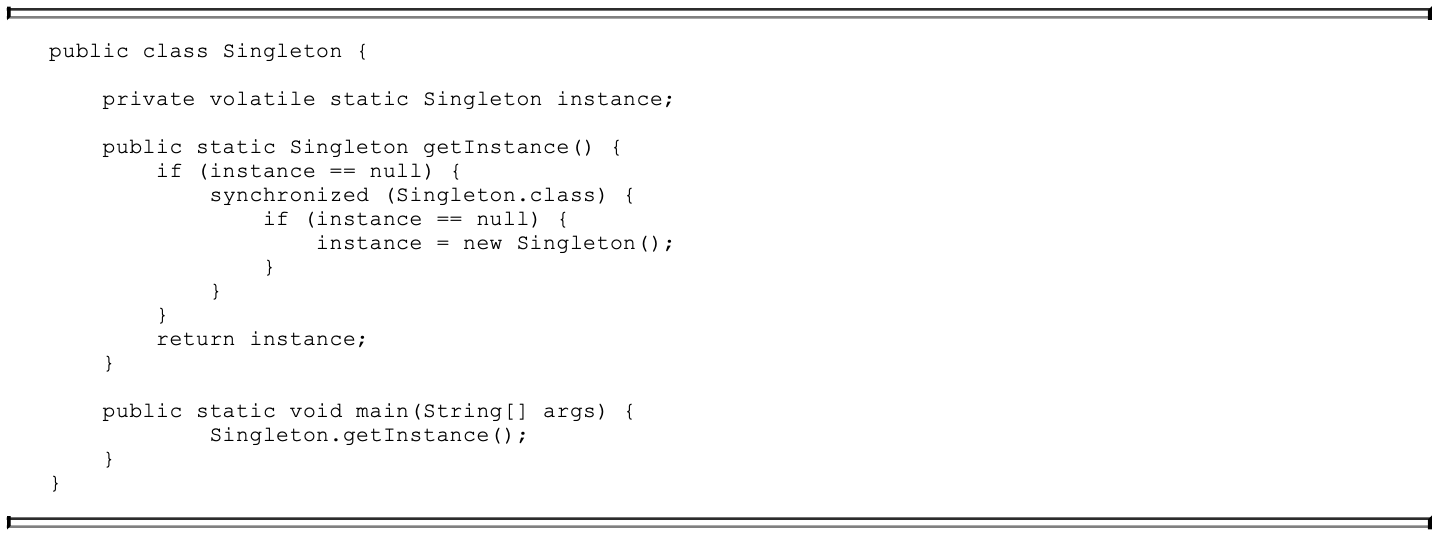 public class Singleton {
    private volatile static Singleton instance;
    public static Singleton getInstance() {
        if (instance == null) {
            synchronized (Singleton.class) {
                if (instance == null) {
                    instance = new Singleton();
                }
            }
        }
        return instance;
    }
    public static void main(String[] args) {
            Singleton.getInstance();
    }
}